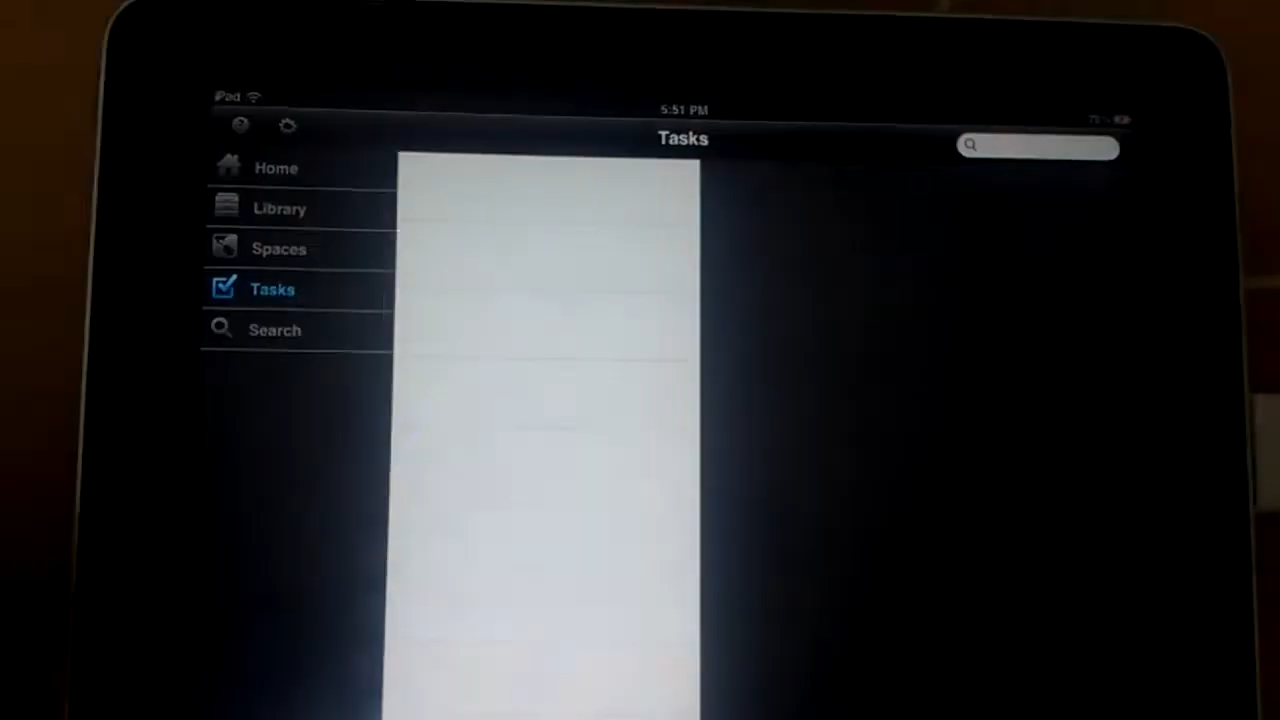 iPad
5:51 PM
Tasks
Home
Library
Spaces
Tasks
Search